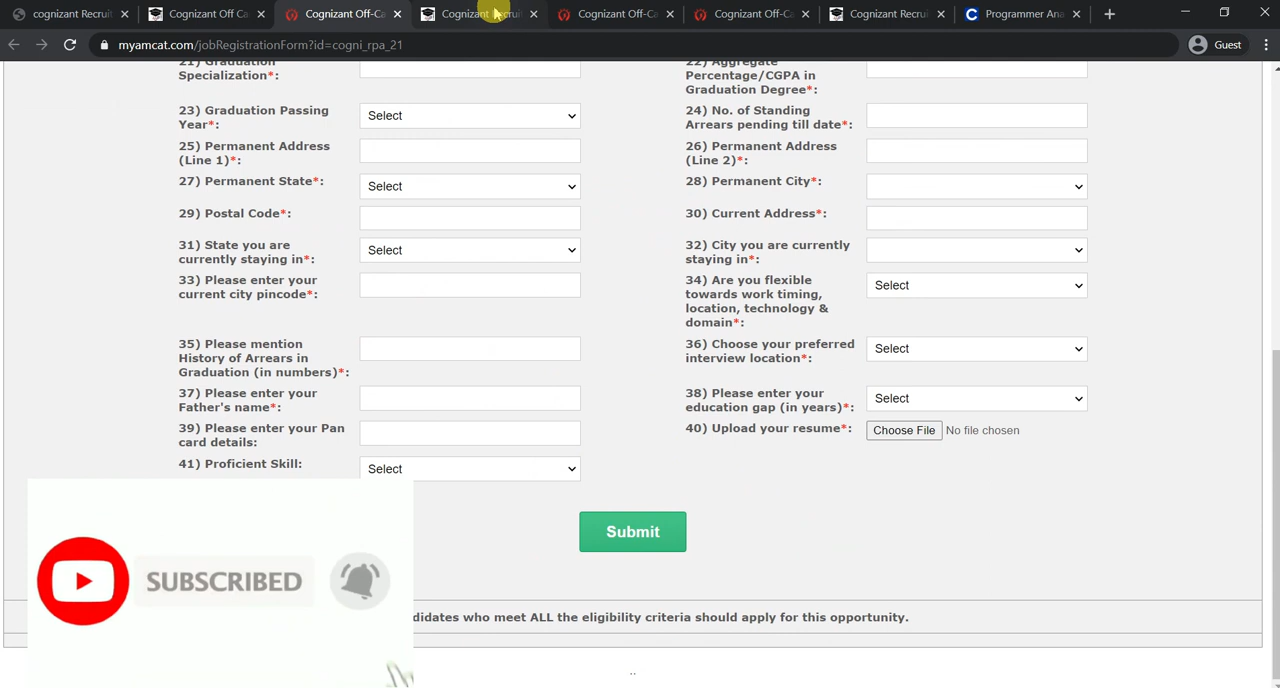 cognizant Recruit
Cognizant Off Ca
Cognizant Off-Ca
Cognizant Recruit
Cognizant Off-Ca
Cognizant Off-Ca
Cognizant Recrui
Programmer Ana
myamcat.com/jobRegistrationForm?id=cogni_rpa_21
Guest
21) Graduation
Specialization*:
22) Aggregate
Percentage/CGPA in
Graduation Degree*:
23) Graduation Passing
Year*:
Select
24) No. of Standing
Arrears pending till date*:
25) Permanent Address
(Line 1)*:
26) Permanent Address
(Line 2)*:
27) Permanent State*:
Select
28) Permanent City*:
29) Postal Code*:
30) Current Address*:
31) State you are
currently staying in*:
Select
32) City you are currently
staying in*:
33) Please enter your
current city pincode*:
34) Are you flexible
towards work timing,
location, technology &
domain*:
Select
35) Please mention
History of Arrears in
Graduation (in numbers)*:
36) Choose your preferred
interview location*:
Select
37) Please enter your
Father's name*:
38) Please enter your
education gap (in years)*:
Select
39) Please enter your Pan
card details:
40) Upload your resume*:
Choose File No file chosen
41) Proficient Skill:
Select
Submit
SUBSCRIBED
didates who meet ALL the eligibility criteria should apply for this opportunity.
..